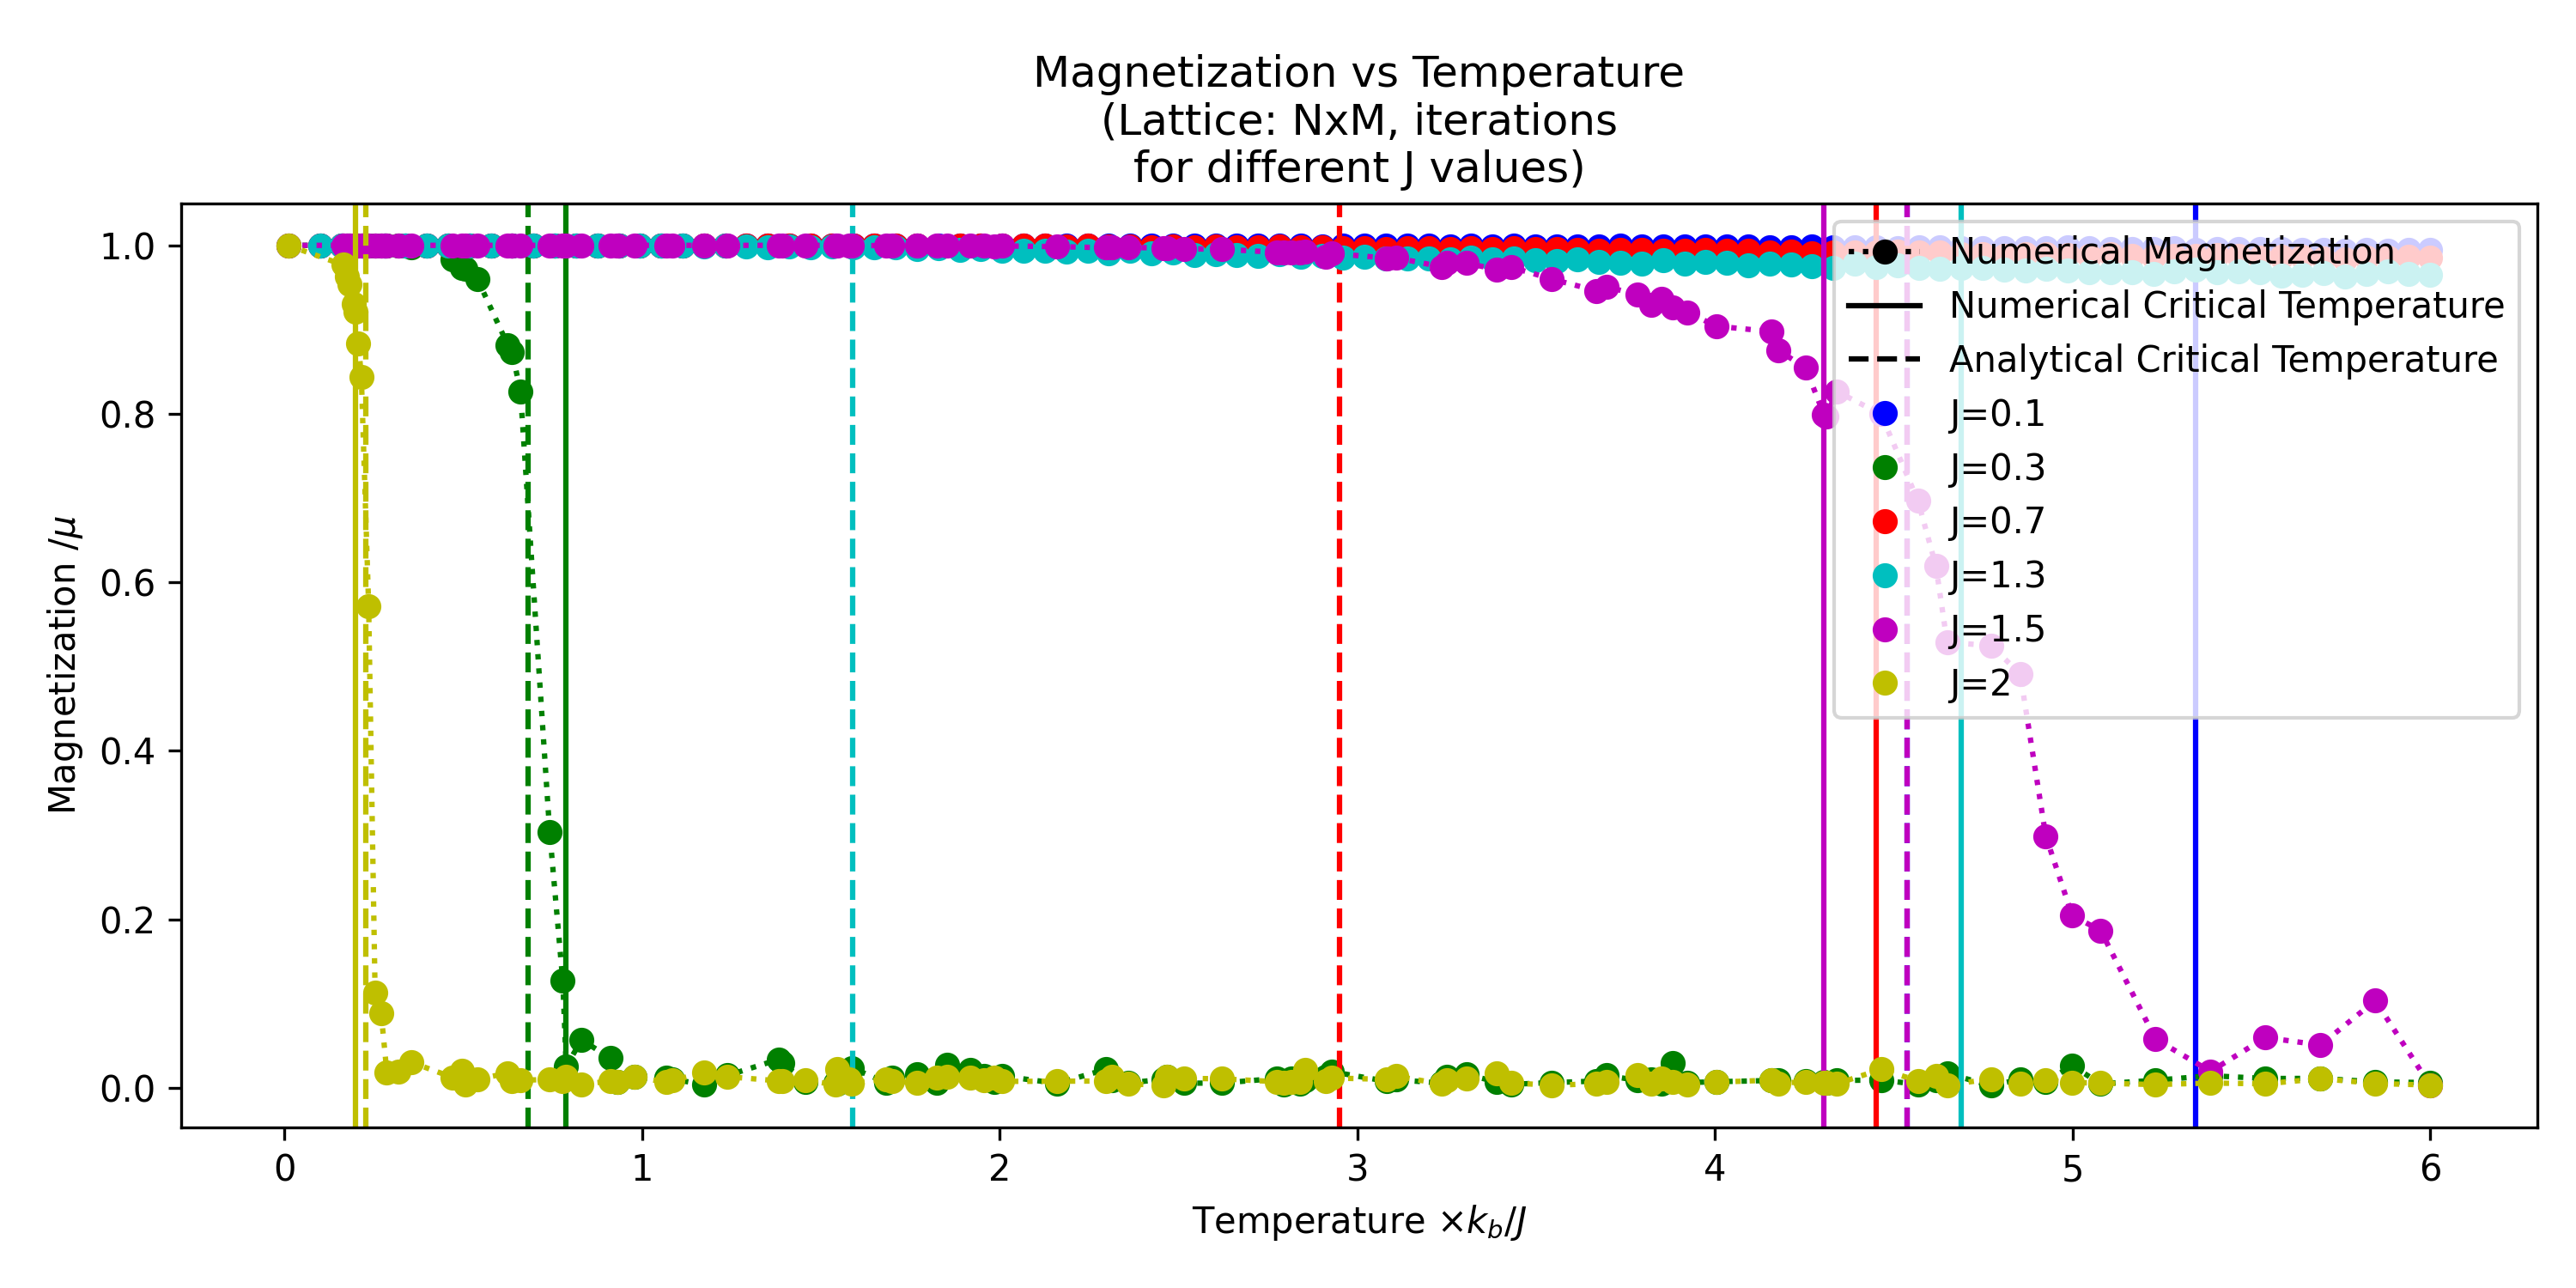 Magnetization vs Temperature
(Lattice: NxM, iterations
for different J values)
Magnetization /μ
1.0
0.8
0.6
0.4
0.2
0.0
Numerical Magnetization
Numerical Critical Temperature
Analytical Critical Temperature
J=0.1
J=0.3
J=0.7
J=1.3
J=1.5
J=2
0 1 2 3 4 5 6
Temperature ×k_b/J